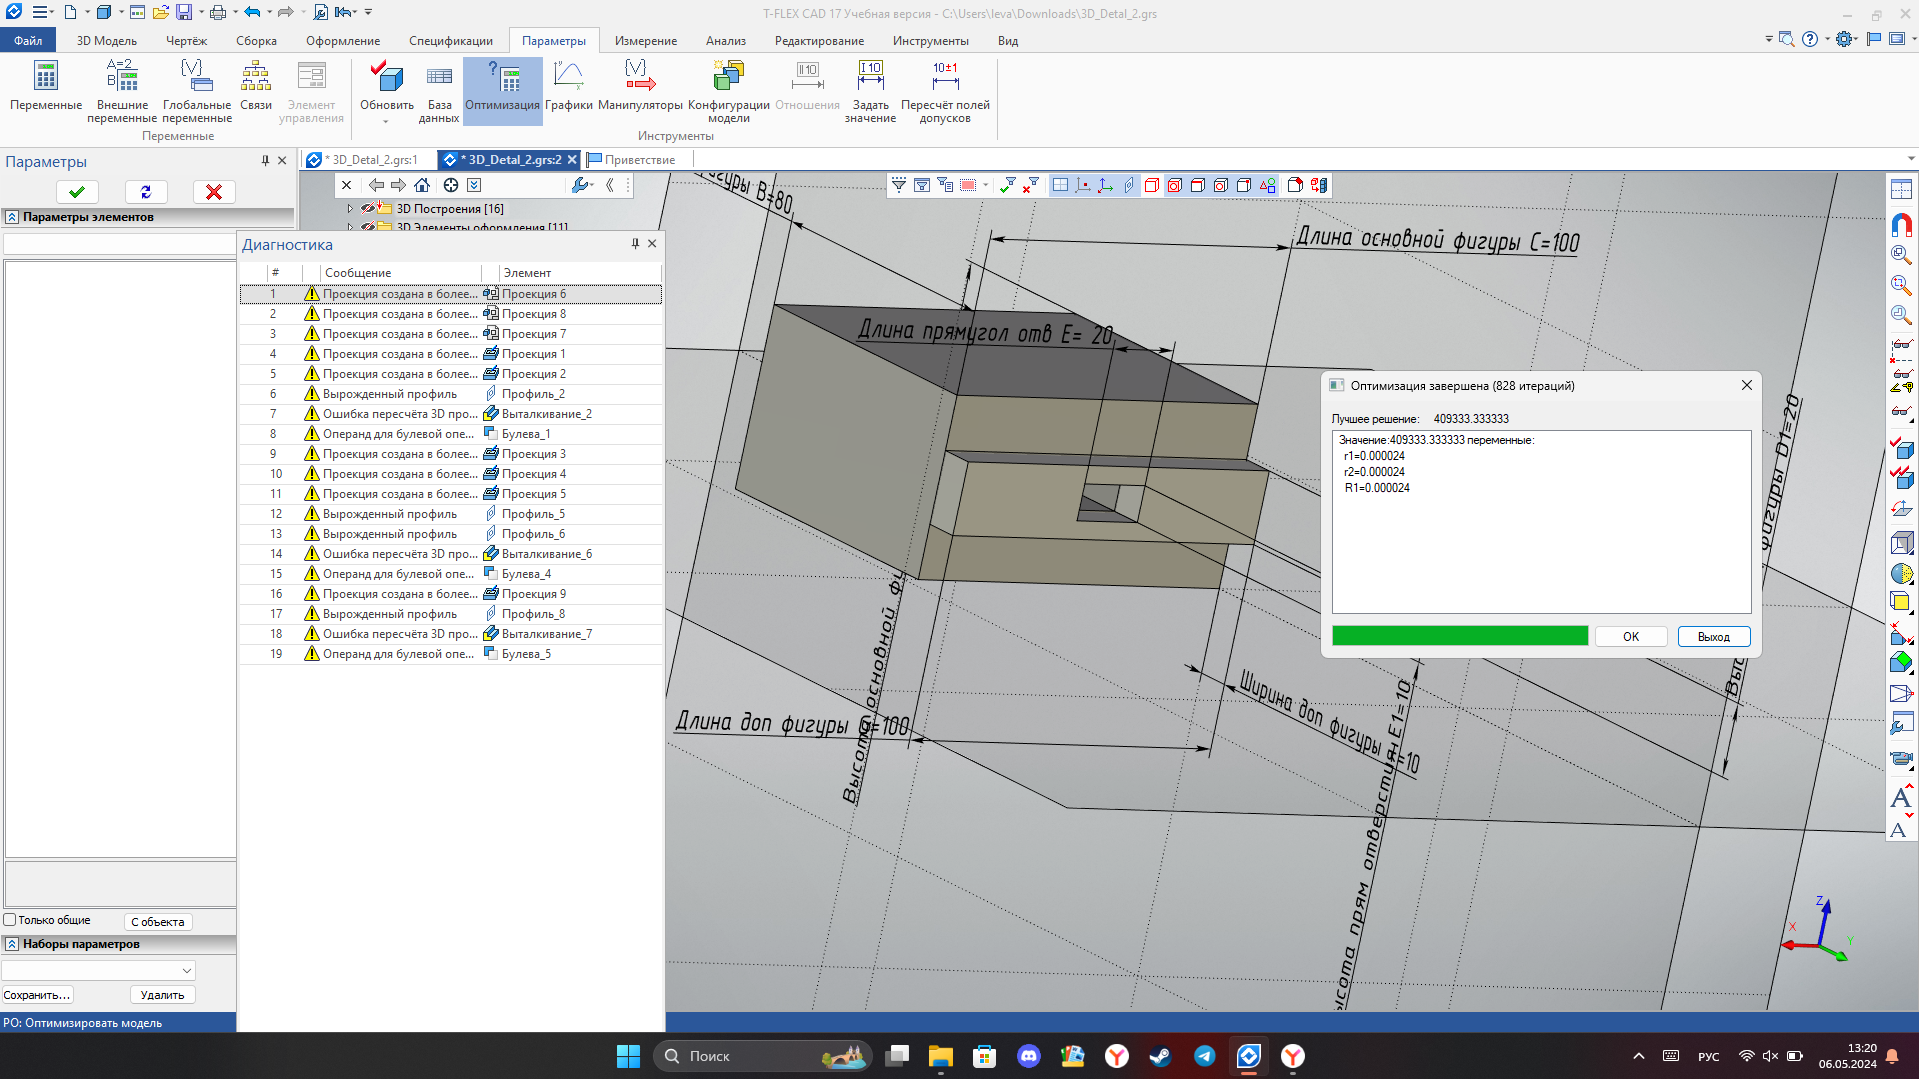 T-FLEX CAD 17 Учебная версия - C:\Users\leva\Downloads\3D_Detal_2.grs
Файл
3D Модель
Чертёж
Сборка
Оформление
Спецификации
Параметры
Измерение
Анализ
Редактирование
Инструменты
Вид
Переменные
Внешние переменные
Глобальные переменные
Связи
Элемент управления
Обновить
База данных
Оптимизация
Графики
Манипуляторы
Конфигурации модели
Отношения
Задать значение
Пересчёт полей допусков
Переменные
Инструменты
Параметры
* 3D_Detal_2.grs:1
* 3D_Detal_2.grs:2
Приветствие
Параметры элементов
3D Построения [16]
3D Элементы оформления [11]
Диагностика
# Сообщение Элемент
1 Проекция создана в более... Проекция 6
2 Проекция создана в более... Проекция 8
3 Проекция создана в более... Проекция 7
4 Проекция создана в более... Проекция 1
5 Проекция создана в более... Проекция 2
6 Вырожденный профиль Профиль_2
7 Ошибка пересчёта 3D про... Выталкивание_2
8 Операнд для булевой опе... Булева_1
9 Проекция создана в более... Проекция 3
10 Проекция создана в более... Проекция 4
11 Проекция создана в более... Проекция 5
12 Вырожденный профиль Профиль_5
13 Вырожденный профиль Профиль_6
14 Ошибка пересчёта 3D про... Выталкивание_6
15 Операнд для булевой опе... Булева_4
16 Проекция создана в более... Проекция 9
17 Вырожденный профиль Профиль_8
18 Ошибка пересчёта 3D про... Выталкивание_7
19 Операнд для булевой опе... Булева_5
Только общие
С объекта
Наборы параметров
Сохранить...
Удалить
PO: Оптимизировать модель
игуры B=80
Длина основной фигуры C=100
Длина прямугол отв E= 20
фигуры D1=20
Длина доп фигуры C=100
Высота основной фи
Ширина доп фигуры =10
ысота прям отверстия E1=10
Выс
Оптимизация завершена (828 итераций)
Лучшее решение: 409333.333333
Значение:409333.333333 переменные:
r1=0.000024
r2=0.000024
R1=0.000024
OK
Выход
Z
X
Y
Поиск
РУС
13:20
06.05.2024